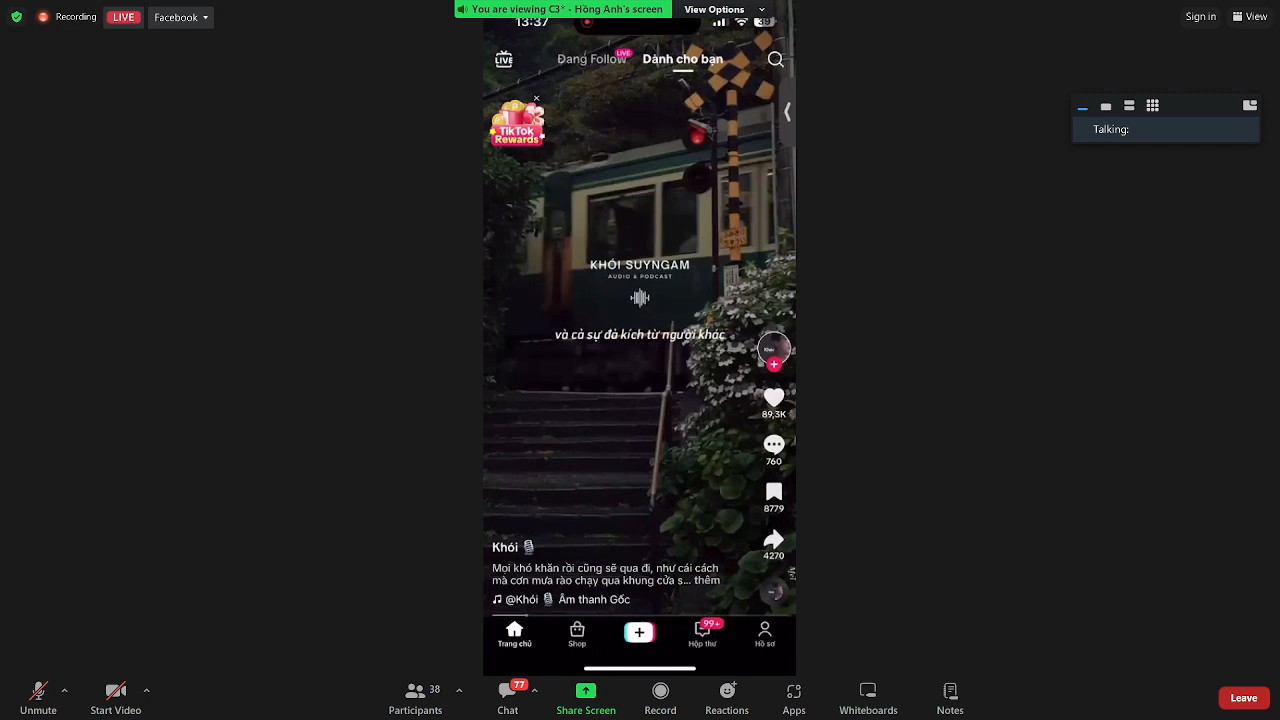 Recording
LIVE
Facebook
You are viewing C3* - Hồng Anh's screen
View Options
Sign in
View
13:37
39
LIVE
Đang Follow
LIVE
Dành cho bạn
TikTok
Rewards
Talking:
KHÓI SUYNGAM
AUDIO & PODCAST
và cả sự đả kích từ người khác
Khói
89,3K
760
8779
4270
Khói
Mọi khó khăn rồi cũng sẽ qua đi, như cái cách
mà cơn mưa rào chạy qua khung cửa s... thêm
@Khói Âm thanh Gốc
99+
Trang chủ
Shop
Hộp thư
Hồ sơ
77
38
Unmute
Start Video
Participants
Chat
Share Screen
Record
Reactions
Apps
Whiteboards
Notes
Leave